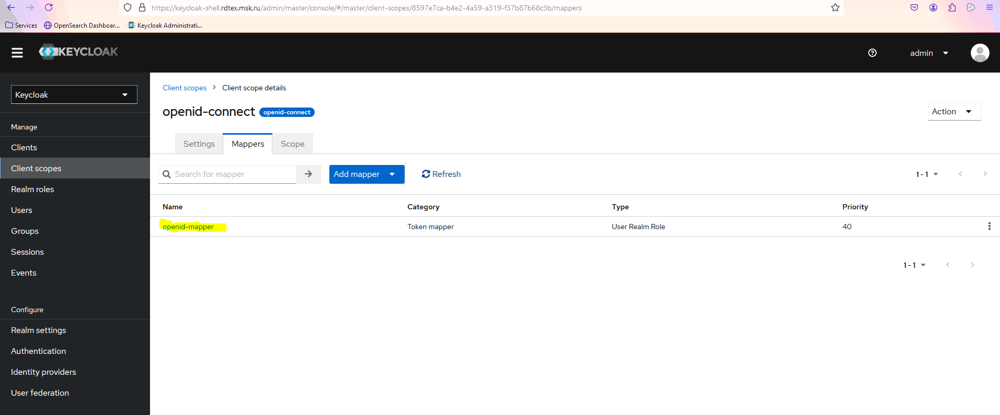 https://keycloak-shell.rdtex.msk.ru/admin/master/console/#/master/client-scopes/8597e7ca-b4e2-4a59-a319-f37b87b68c3b/mappers
Services OpenSearch Dashboar... Keycloak Administrati...
KEYCLOAK
admin
Keycloak
Manage
Clients
Client scopes
Realm roles
Users
Groups
Sessions
Events
Configure
Realm settings
Authentication
Identity providers
User federation
Client scopes > Client scope details
openid-connect openid-connect
Action
Settings Mappers Scope
Search for mapper Add mapper Refresh 1 - 1
Name Category Type Priority
openid-mapper Token mapper User Realm Role 40
1 - 1